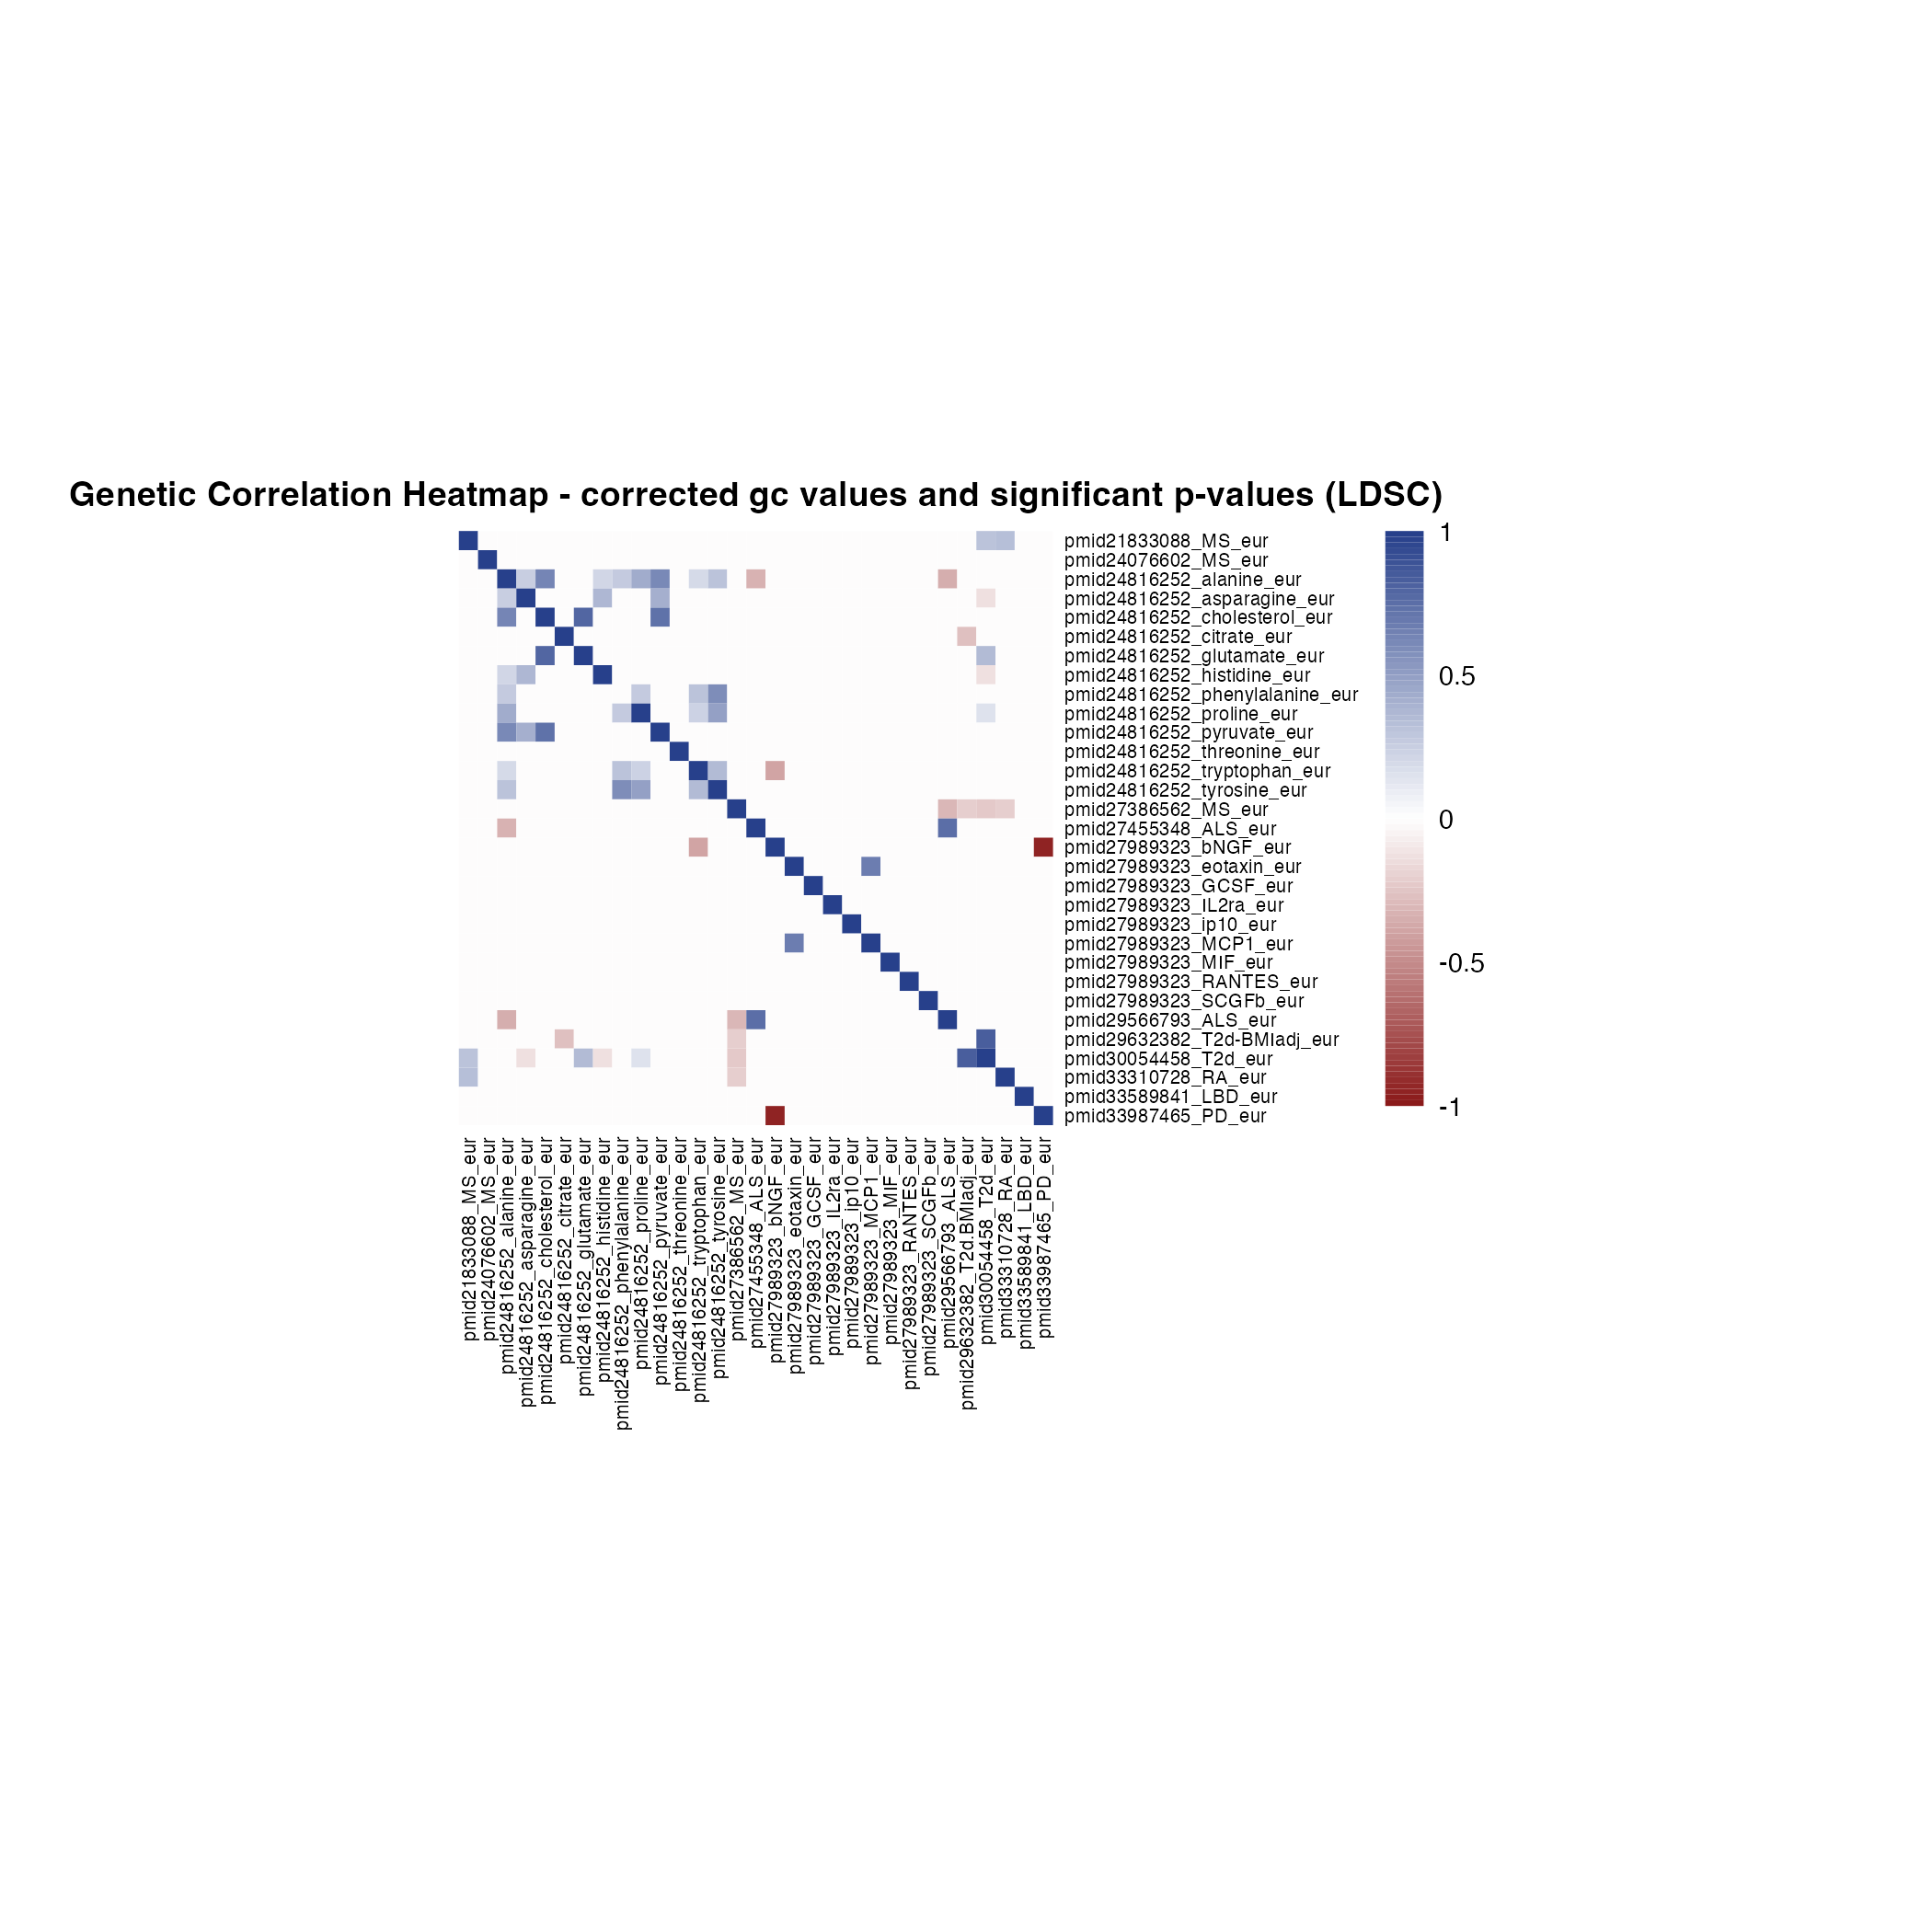 Genetic Correlation Heatmap - corrected gc values and significant p-values (LDSC)
pmid21833088_MS_eur
pmid24076602_MS_eur
pmid24816252_alanine_eur
pmid24816252_asparagine_eur
pmid24816252_cholesterol_eur
pmid24816252_citrate_eur
pmid24816252_glutamate_eur
pmid24816252_histidine_eur
pmid24816252_phenylalanine_eur
pmid24816252_proline_eur
pmid24816252_pyruvate_eur
pmid24816252_threonine_eur
pmid24816252_tryptophan_eur
pmid24816252_tyrosine_eur
pmid27386562_MS_eur
pmid27455348_ALS_eur
pmid27989323_bNGF_eur
pmid27989323_eotaxin_eur
pmid27989323_GCSF_eur
pmid27989323_IL2ra_eur
pmid27989323_ip10_eur
pmid27989323_MCP1_eur
pmid27989323_MIF_eur
pmid27989323_RANTES_eur
pmid27989323_SCGFb_eur
pmid29566793_ALS_eur
pmid29632382_T2d-BMIadj_eur
pmid30054458_T2d_eur
pmid33310728_RA_eur
pmid33589841_LBD_eur
pmid33987465_PD_eur
1
0.5
0
-0.5
-1
pmid21833088_MS_eur
pmid24076602_MS_eur
pmid24816252_alanine_eur
pmid24816252_asparagine_eur
pmid24816252_cholesterol_eur
pmid24816252_citrate_eur
pmid24816252_glutamate_eur
pmid24816252_histidine_eur
pmid24816252_phenylalanine_eur
pmid24816252_proline_eur
pmid24816252_pyruvate_eur
pmid24816252_threonine_eur
pmid24816252_tryptophan_eur
pmid24816252_tyrosine_eur
pmid27386562_MS_eur
pmid27455348_ALS_eur
pmid27989323_bNGF_eur
pmid27989323_eotaxin_eur
pmid27989323_GCSF_eur
pmid27989323_IL2ra_eur
pmid27989323_ip10_eur
pmid27989323_MCP1_eur
pmid27989323_MIF_eur
pmid27989323_RANTES_eur
pmid27989323_SCGFb_eur
pmid29566793_ALS_eur
pmid29632382_T2d.BMIadj_eur
pmid30054458_T2d_eur
pmid33310728_RA_eur
pmid33589841_LBD_eur
pmid33987465_PD_eur